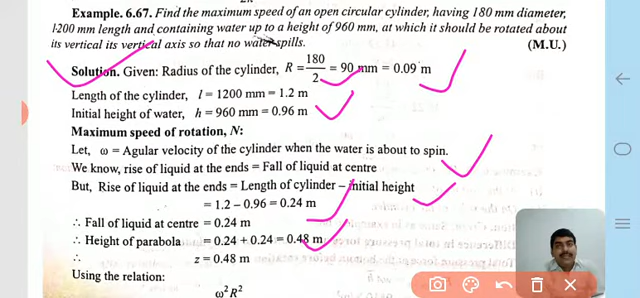 Example. 6.67. Find the maximum speed of an open circular cylinder, having 180 mm diameter,
1200 mm length and containing water up to a height of 960 mm, at which it should be rotated about
its vertical its vertical axis so that no water spills. (M.U.)
Solution. Given: Radius of the cylinder, R = 180/2 = 90 mm = 0.09 m
Length of the cylinder, l = 1200 mm = 1.2 m
Initial height of water, h = 960 mm = 0.96 m
Maximum speed of rotation, N:
Let, ω = Agular velocity of the cylinder when the water is about to spin.
We know, rise of liquid at the ends = Fall of liquid at centre
But, Rise of liquid at the ends = Length of cylinder – initial height
= 1.2 – 0.96 = 0.24 m
∴ Fall of liquid at centre = 0.24 m
∴ Height of parabola = 0.24 + 0.24 = 0.48 m
∴ z = 0.48 m
Using the relation:
ω² R²